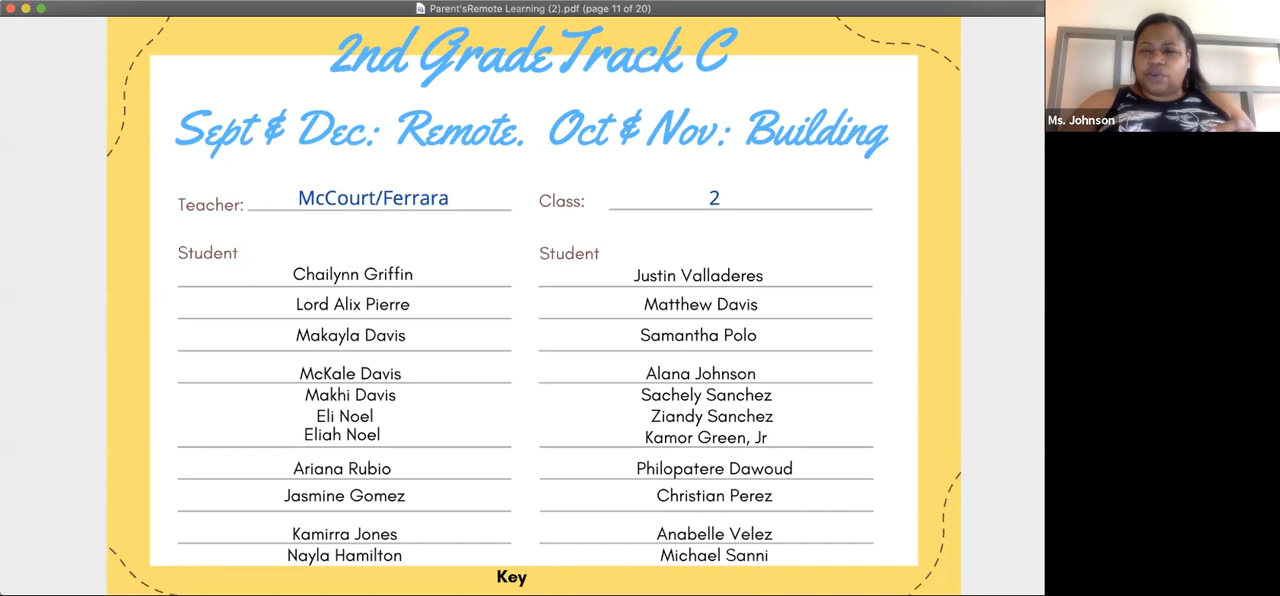 Parent'sRemote Learning (2).pdf (page 11 of 20)
2nd Grade Track C
Sept & Dec: Remote. Oct & Nov: Building
Teacher: McCourt/Ferrara Class: 2
Student Student
Chailynn Griffin Justin Valladeres
Lord Alix Pierre Matthew Davis
Makayla Davis Samantha Polo
McKale Davis Alana Johnson
Makhi Davis Sachely Sanchez
Eli Noel Ziandy Sanchez
Eliah Noel Kamor Green, Jr
Ariana Rubio Philopatere Dawoud
Jasmine Gomez Christian Perez
Kamirra Jones Anabelle Velez
Nayla Hamilton Michael Sanni
Key
Ms. Johnson